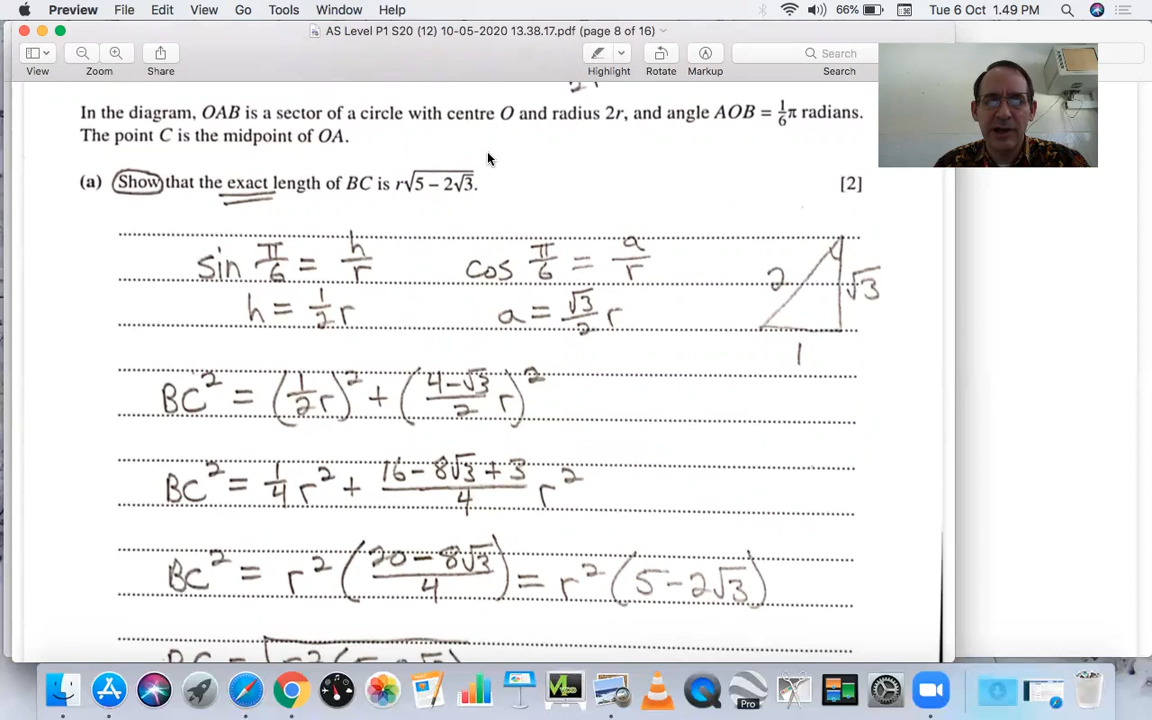 Preview File Edit View Go Tools Window Help 66% Tue 6 Oct 1.49 PM
AS Level P1 S20 (12) 10-05-2020 13.38.17.pdf (page 8 of 16)
Search
View Zoom Share Highlight Rotate Markup Search
In the diagram, OAB is a sector of a circle with centre O and radius 2r, and angle AOB = 1/6 π radians.
The point C is the midpoint of OA.
(a) Show that the exact length of BC is r√(5 − 2√3). [2]
sin π/6 = h/r cos π/6 = a/r
2 √3
h = 1/2 r a = √3/2 r
1
BC² = (1/2 r)² + (4−√3/2 r)²
BC² = 1/4 r² + 16 − 8√3 + 3/4 r²
BC² = r² (20 − 8√3/4) = r² (5 − 2√3)
Pro